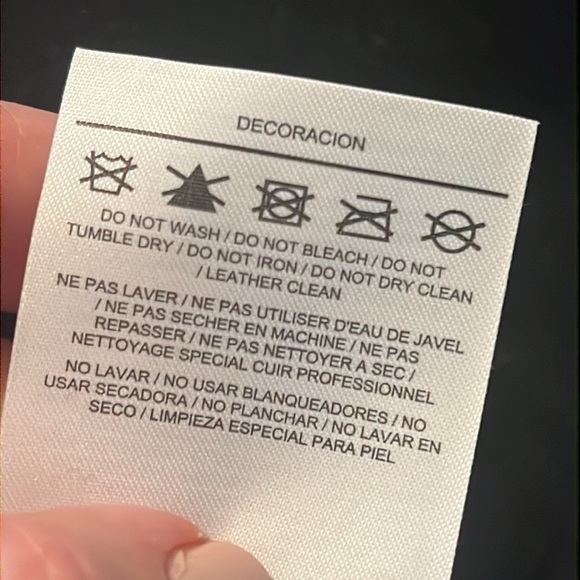 DECORACION
DO NOT WASH / DO NOT BLEACH / DO NOT
TUMBLE DRY / DO NOT IRON / DO NOT DRY CLEAN
/ LEATHER CLEAN
NE PAS LAVER / NE PAS UTILISER D'EAU DE JAVEL
/ NE PAS SECHER EN MACHINE / NE PAS
REPASSER / NE PAS NETTOYER A SEC /
NETTOYAGE SPECIAL CUIR PROFESSIONNEL
NO LAVAR / NO USAR BLANQUEADORES / NO
USAR SECADORA / NO PLANCHAR / NO LAVAR EN
SECO / LIMPIEZA ESPECIAL PARA PIEL